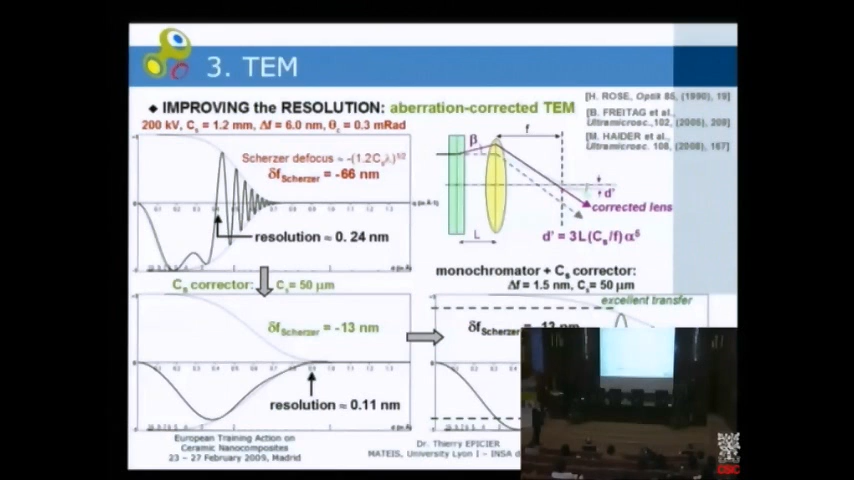 3. TEM
◆ IMPROVING the RESOLUTION: aberration-corrected TEM
[H. ROSE, Optik 85, (1990), 19]
[B. FREITAG et al.,
Ultramicrosc., 102, (2005), 209]
[M. HAIDER et al.,
Ultramicrosc. 108, (2008), 167]
200 kV, Cs = 1.2 mm, Δf = 6.0 nm, θc = 0.3 mRad
Scherzer defocus ≈ -(1.2Csλ)1/2
δfScherzer = -66 nm
resolution ≈ 0. 24 nm
β
f
d'
corrected lens
L
d' = 3L(Cs/f)α
Cs corrector:
Cs= 50 µm
monochromator + Cs corrector:
Δf = 1.5 nm, Cs= 50 µm
excellent transfer
δfScherzer = -13 nm
δfScherzer
resolution ≈ 0.11 nm
European Training Action on
Ceramic Nanocomposites
23 – 27 February 2009, Madrid
Dr. Thierry EPICIER
MATEIS, University Lyon I – INSA d
CSIC